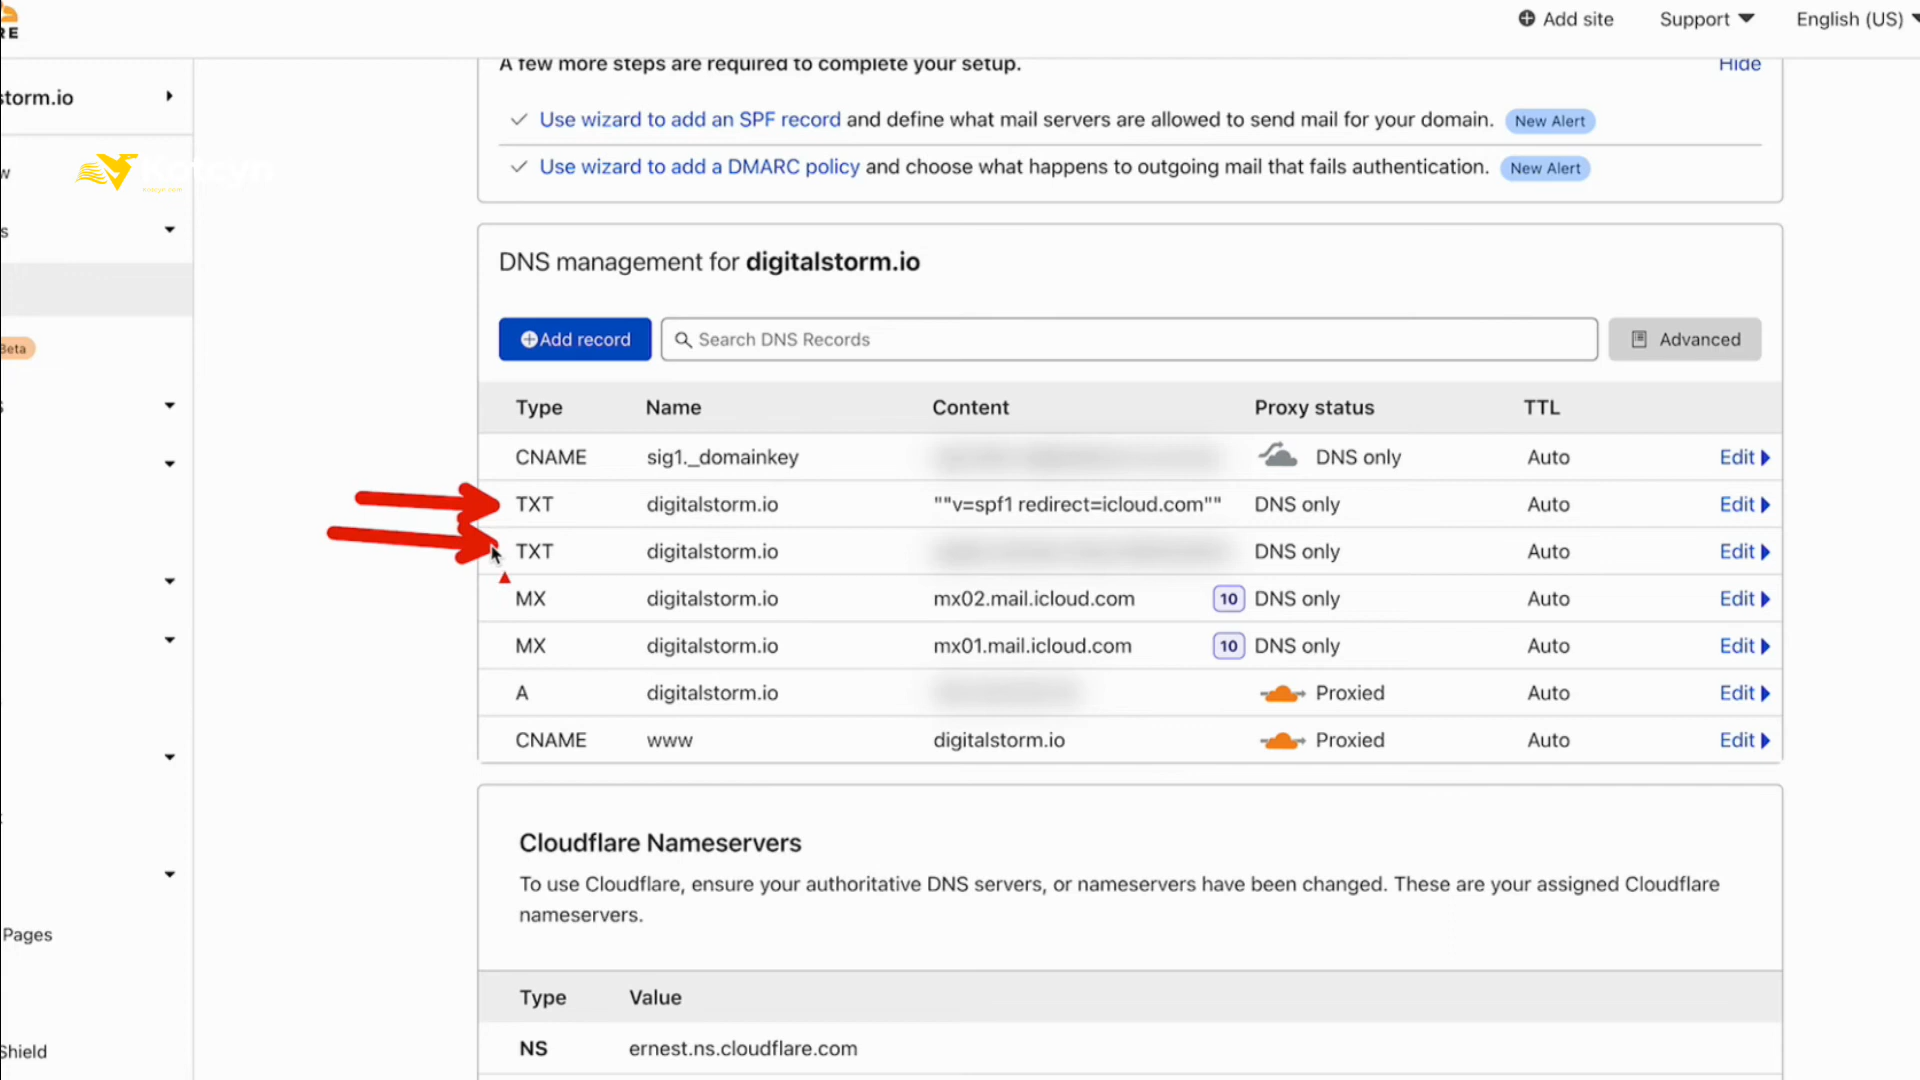 RE
Add site
Support
English (US)
A few more steps are required to complete your setup.
Hide
storm.io
Use wizard to add an SPF record and define what mail servers are allowed to send mail for your domain. New Alert
Use wizard to add a DMARC policy and choose what happens to outgoing mail that fails authentication. New Alert
w
Kotcyn
kotcyn.com
s
DNS management for digitalstorm.io
Add record
Search DNS Records
Advanced
Beta
Type Name Content Proxy status TTL
CNAME sig1._domainkey DNS only Auto Edit
TXT digitalstorm.io ""v=spf1 redirect=icloud.com"" DNS only Auto Edit
TXT digitalstorm.io DNS only Auto Edit
MX digitalstorm.io mx02.mail.icloud.com 10 DNS only Auto Edit
MX digitalstorm.io mx01.mail.icloud.com 10 DNS only Auto Edit
A digitalstorm.io Proxied Auto Edit
CNAME www digitalstorm.io Proxied Auto Edit
Cloudflare Nameservers
To use Cloudflare, ensure your authoritative DNS servers, or nameservers have been changed. These are your assigned Cloudflare
nameservers.
Pages
Type Value
NS ernest.ns.cloudflare.com
Shield